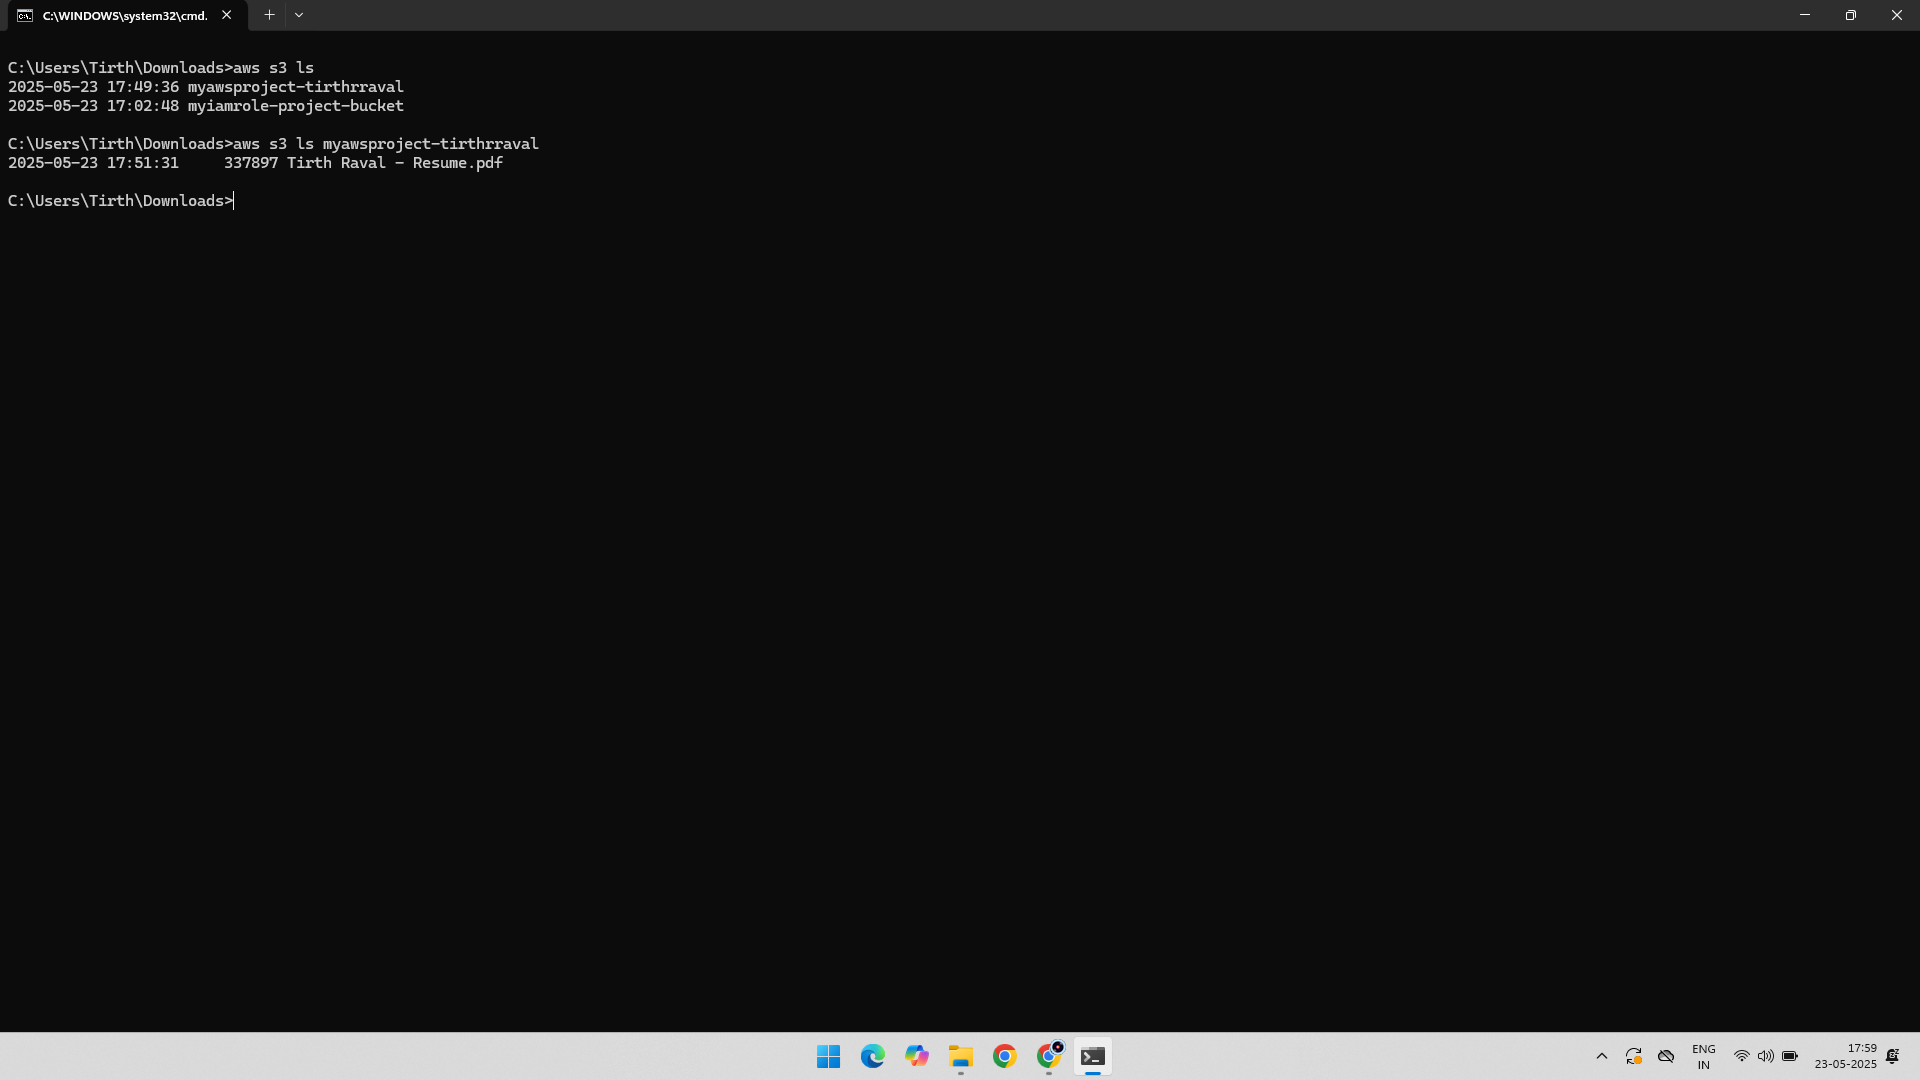 C:\WINDOWS\system32\cmd.
C:\Users\Tirth\Downloads>aws s3 ls
2025-05-23 17:49:36 myawsproject-tirthrraval
2025-05-23 17:02:48 myiamrole-project-bucket
C:\Users\Tirth\Downloads>aws s3 ls myawsproject-tirthrraval
2025-05-23 17:51:31     337897 Tirth Raval - Resume.pdf
C:\Users\Tirth\Downloads>
ENG
IN
17:59
23-05-2025